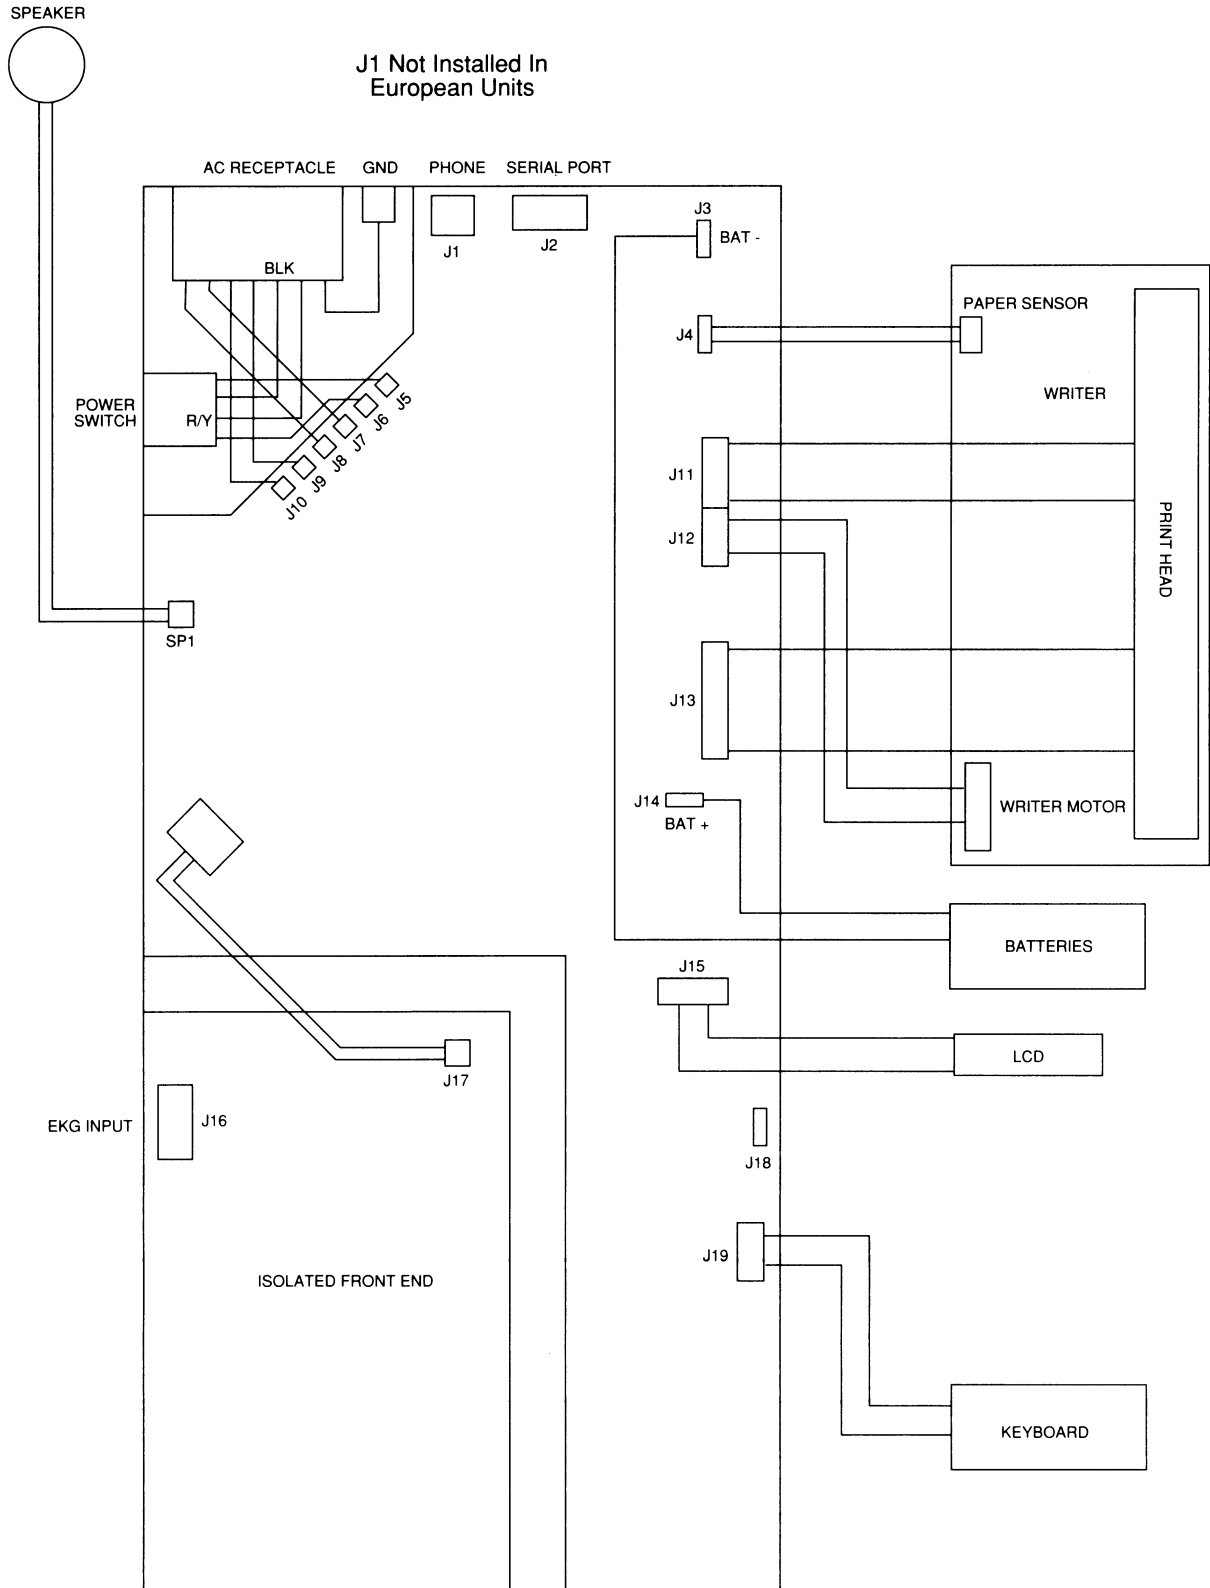 SPEAKER
J1 Not Installed In
European Units
AC RECEPTACLE GND PHONE SERIAL PORT
J1
J2
J3
BAT -
BLK
PAPER SENSOR
J4
WRITER
POWER
SWITCH
R/Y
J5
J6
J7
J8
J9
J10
J11
J12
PRINT HEAD
SP1
J13
J14
BAT +
WRITER MOTOR
BATTERIES
J15
LCD
J17
EKG INPUT
J16
J18
J19
ISOLATED FRONT END
KEYBOARD